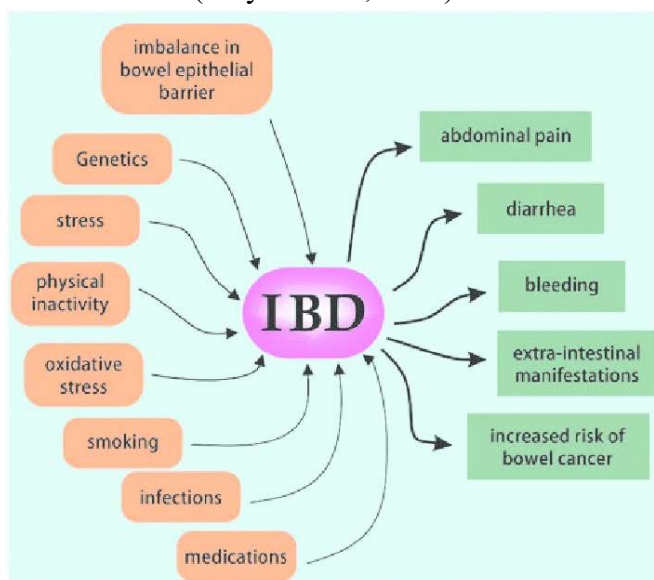 imbalance in
bowel epithelial
barrier
Genetics
stress
physical
inactivity
oxidative
stress
smoking
infections
medications
IBD
abdominal pain
diarrhea
bleeding
extra-intestinal
manifestations
increased risk of
bowel cancer